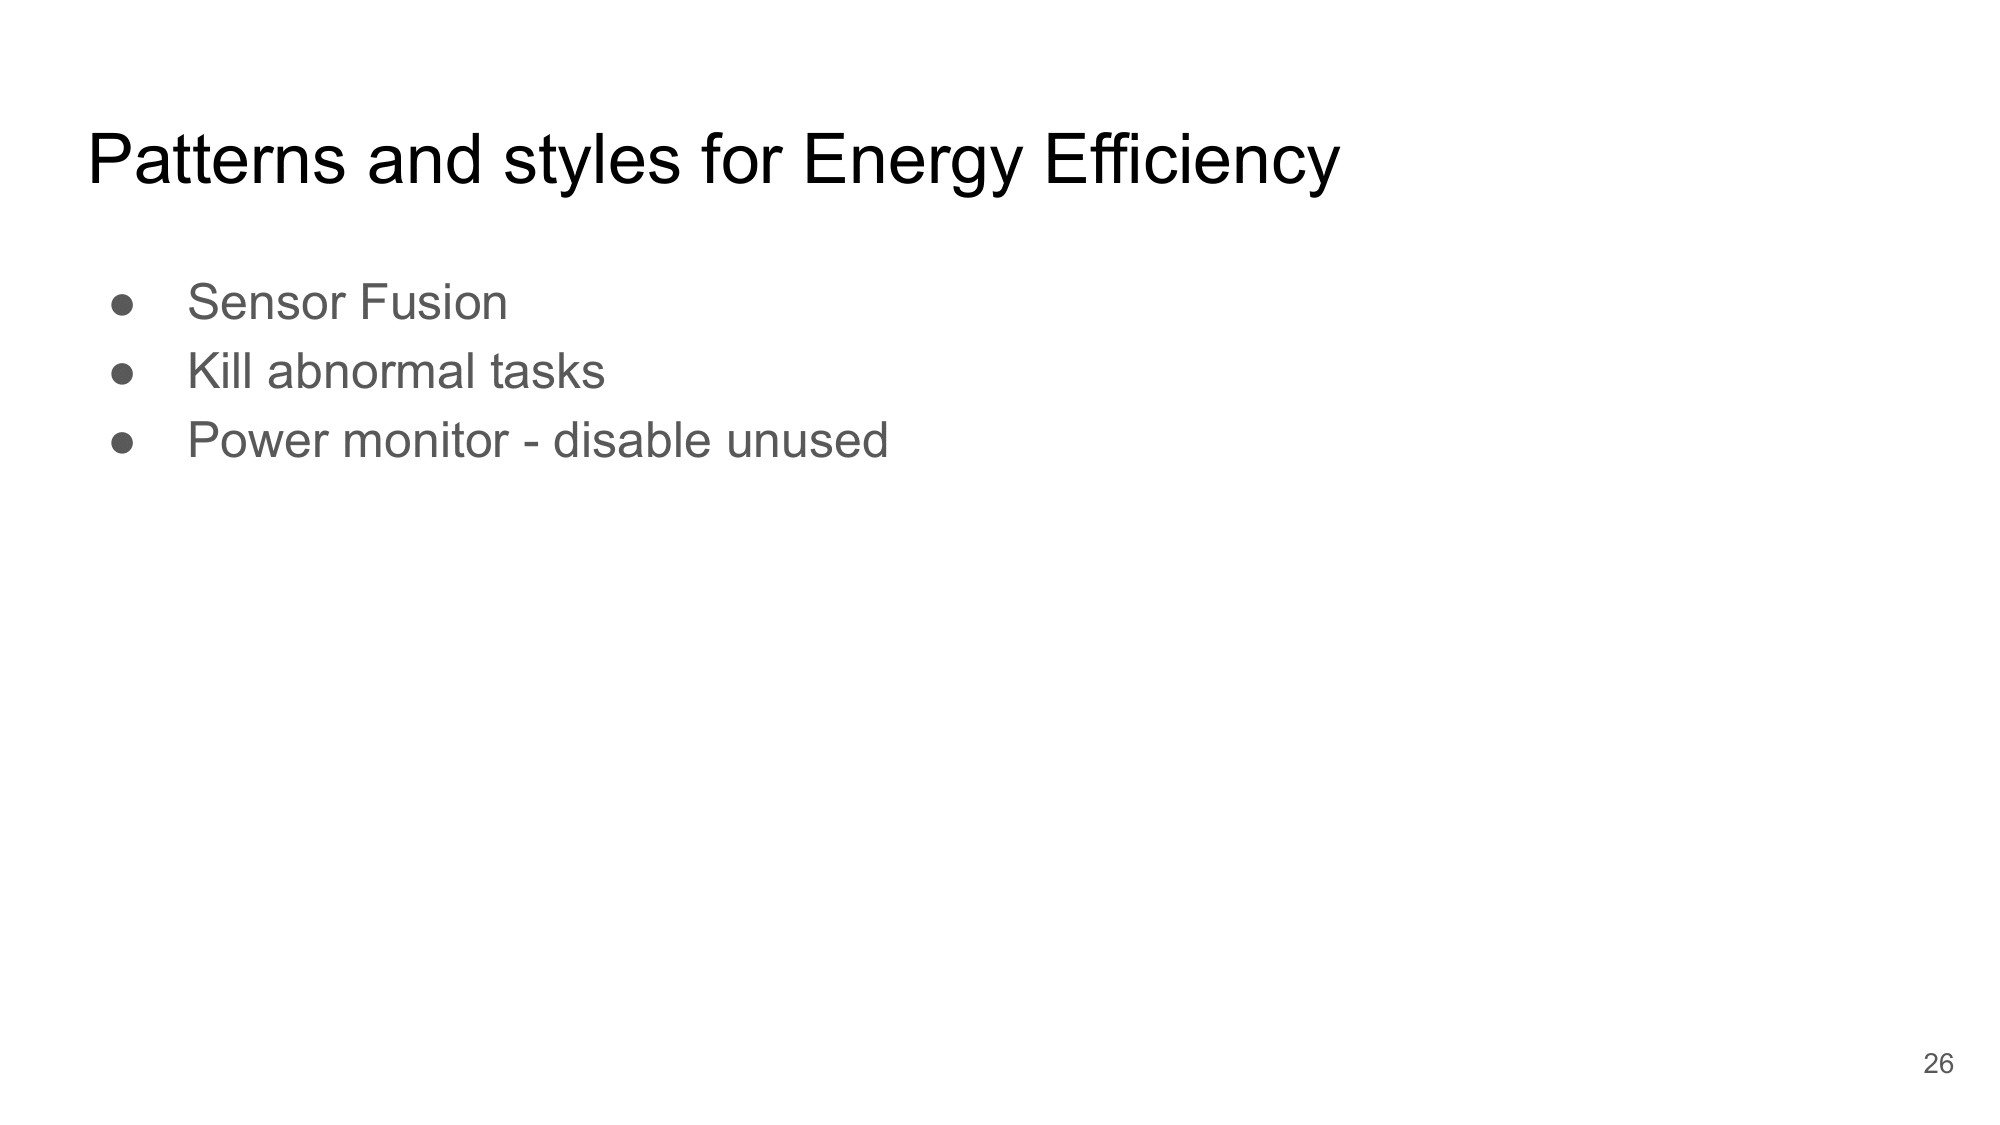 Patterns and styles for Energy Efficiency
● Sensor Fusion
● Kill abnormal tasks
● Power monitor - disable unused
26